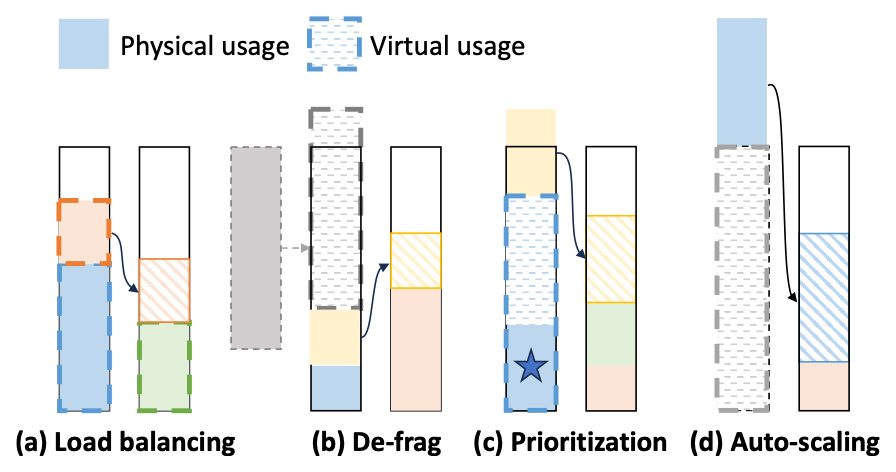 Physical usage
Virtual usage
(a) Load balancing
(b) De-frag
(c) Prioritization
(d) Auto-scaling